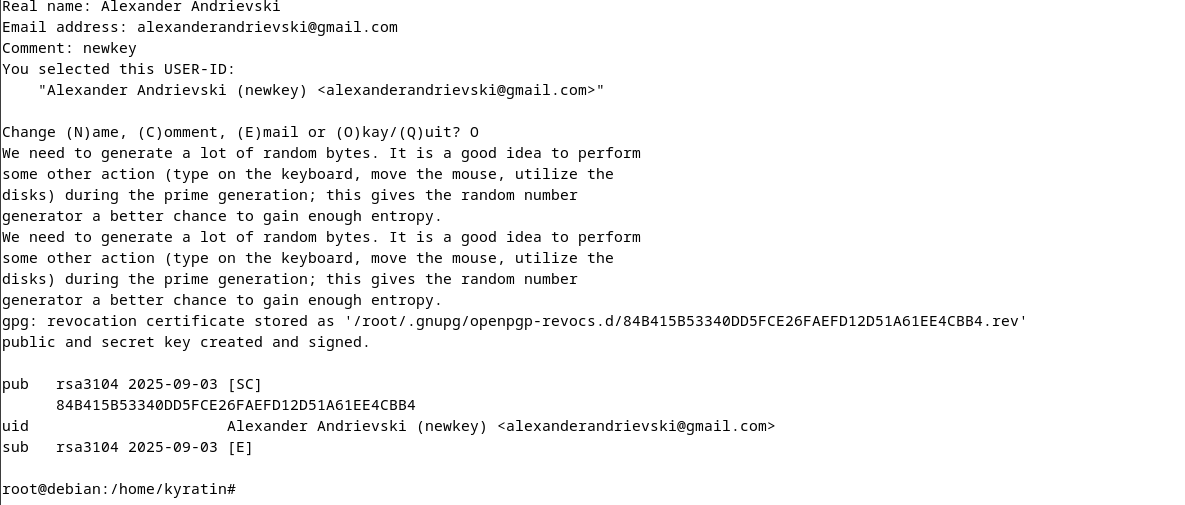 Real name: Alexander Andrievski
Email address: alexanderandrievski@gmail.com
Comment: newkey
You selected this USER-ID:
    "Alexander Andrievski (newkey) <alexanderandrievski@gmail.com>"

Change (N)ame, (C)omment, (E)mail or (O)kay/(Q)uit? O
We need to generate a lot of random bytes. It is a good idea to perform
some other action (type on the keyboard, move the mouse, utilize the
disks) during the prime generation; this gives the random number
generator a better chance to gain enough entropy.
We need to generate a lot of random bytes. It is a good idea to perform
some other action (type on the keyboard, move the mouse, utilize the
disks) during the prime generation; this gives the random number
generator a better chance to gain enough entropy.
gpg: revocation certificate stored as '/root/.gnupg/openpgp-revocs.d/84B415B53340DD5FCE26FAEFD12D51A61EE4CBB4.rev'
public and secret key created and signed.

pub   rsa3104 2025-09-03 [SC]
      84B415B53340DD5FCE26FAEFD12D51A61EE4CBB4
uid                      Alexander Andrievski (newkey) <alexanderandrievski@gmail.com>
sub   rsa3104 2025-09-03 [E]

root@debian:/home/kyratin#